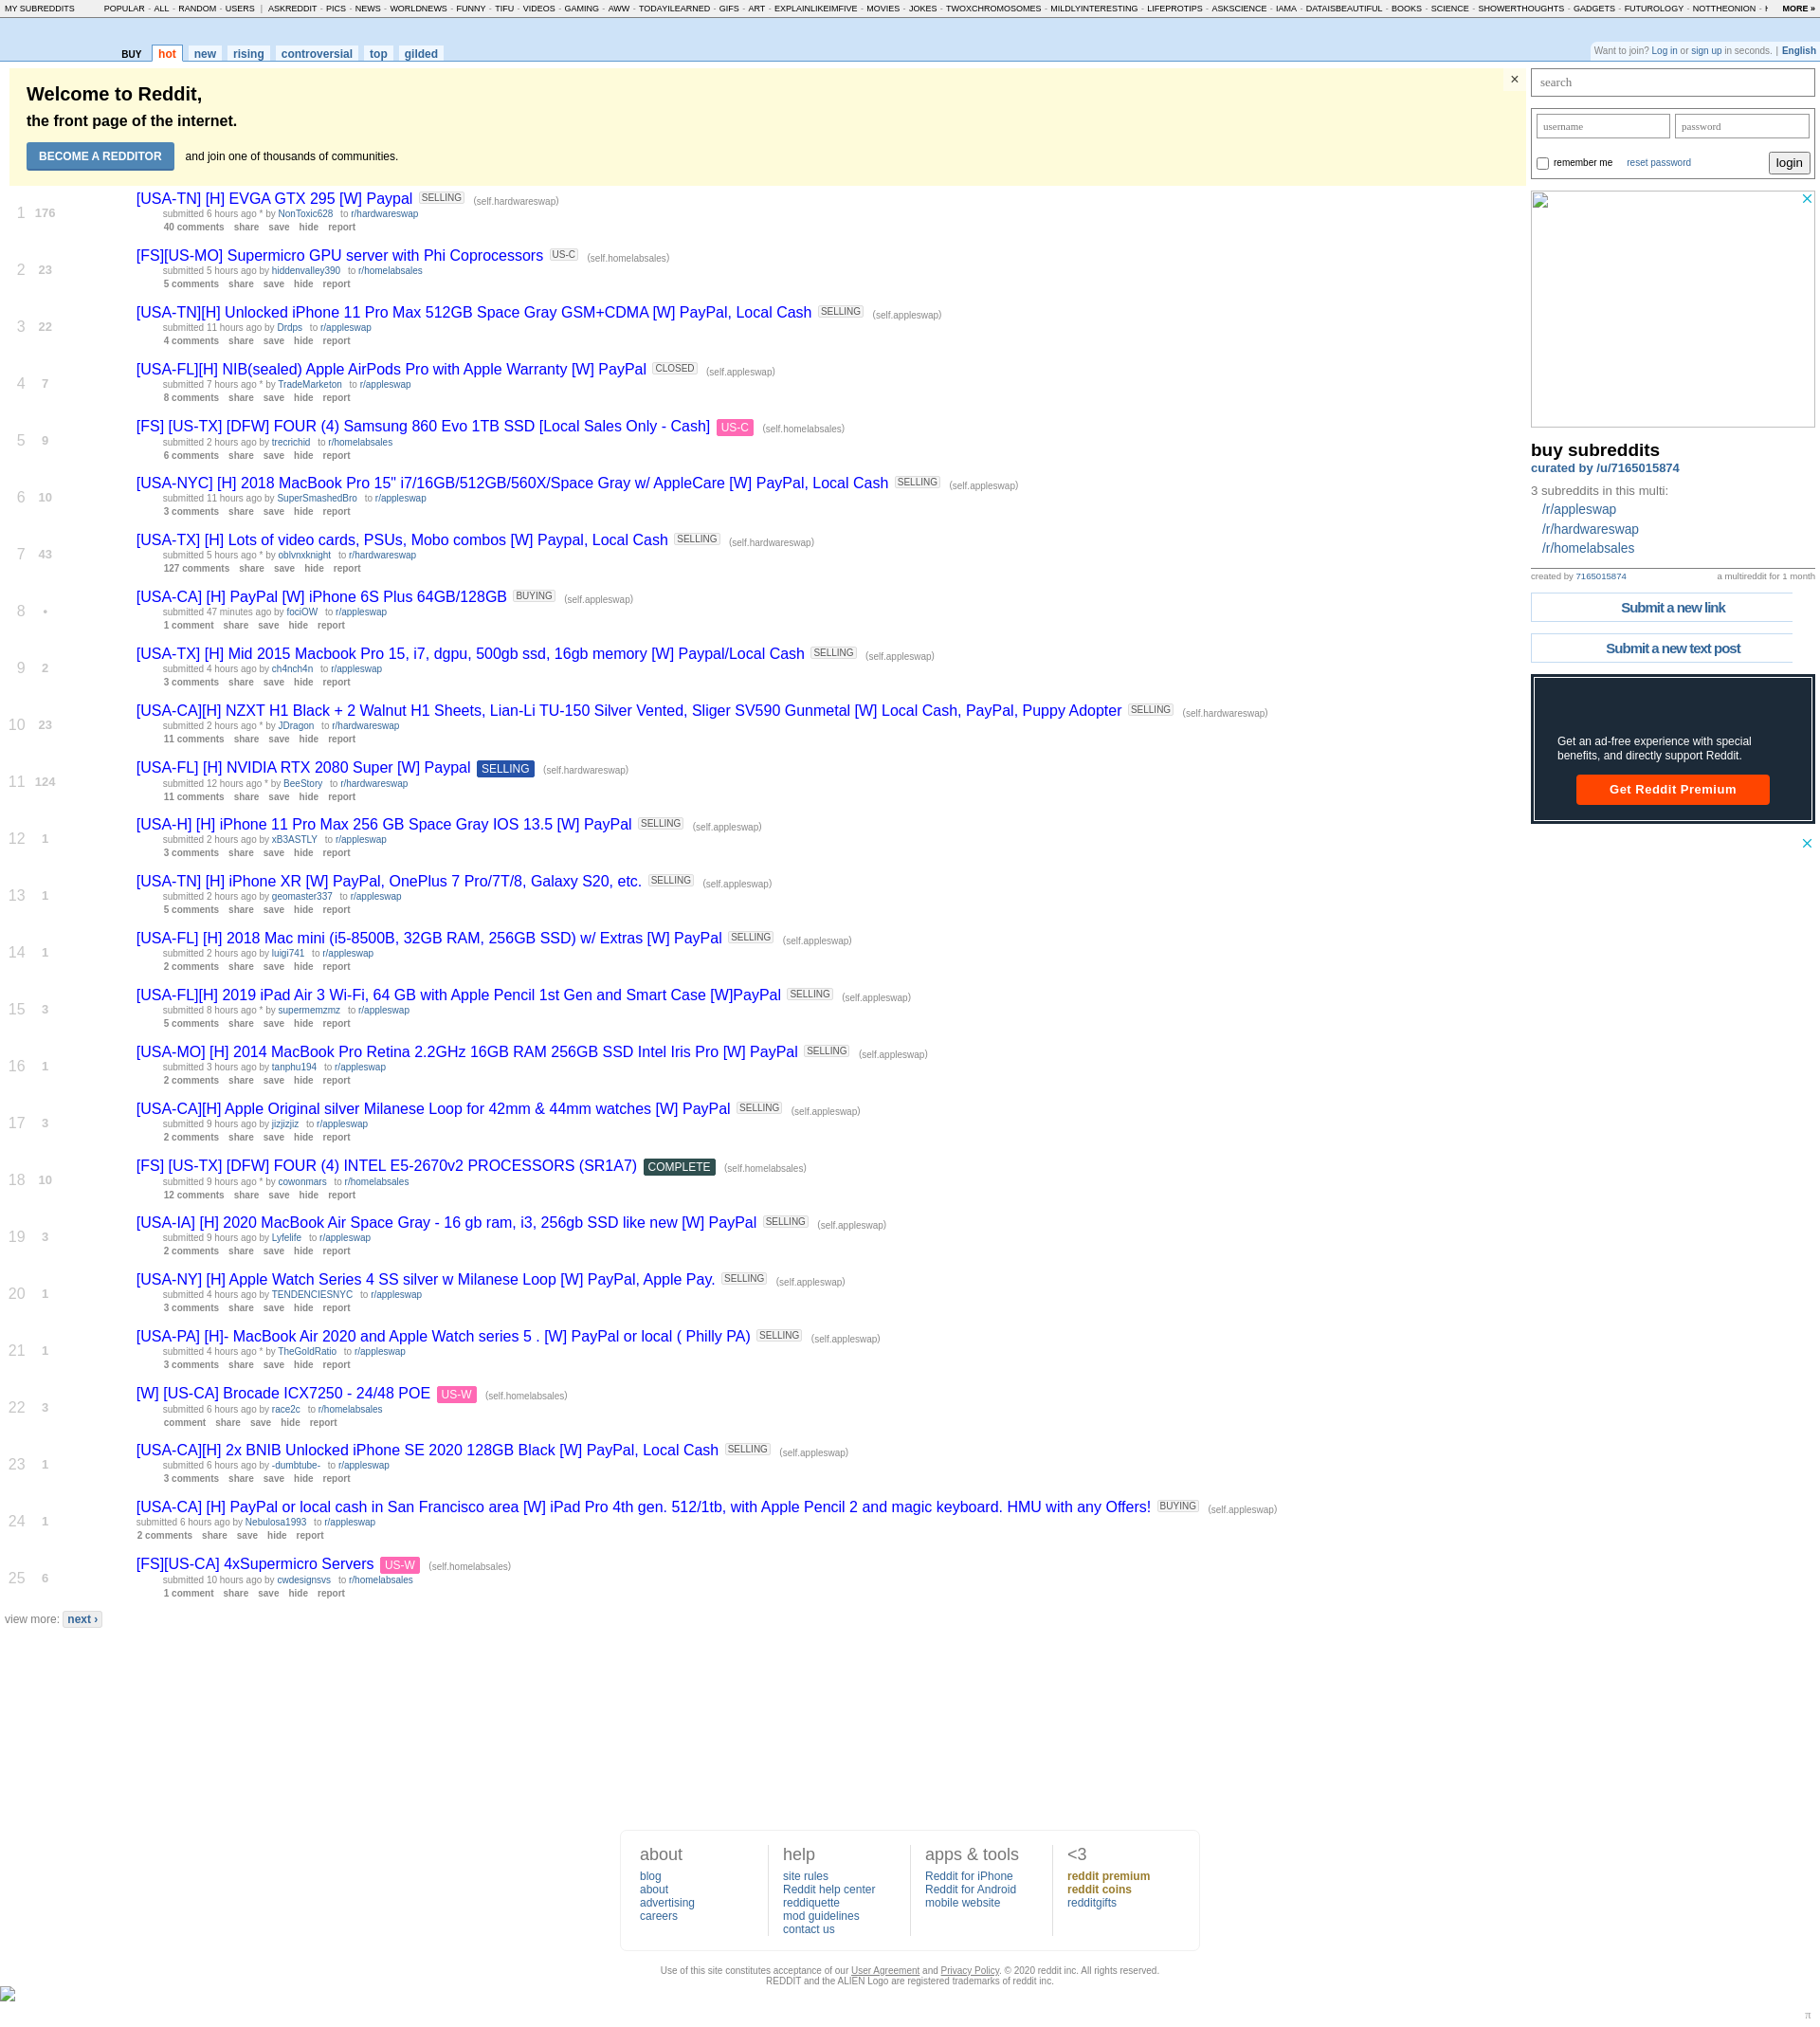 MY SUBREDDITS POPULAR - ALL - RANDOM - USERS | ASKREDDIT - PICS - NEWS - WORLDNEWS - FUNNY - TIFU - VIDEOS - GAMING - AWW - TODAYILEARNED - GIFS - ART - EXPLAINLIKEIMFIVE - MOVIES - JOKES - TWOXCHROMOSOMES - MILDLYINTERESTING - LIFEPROTIPS - ASKSCIENCE - IAMA - DATAISBEAUTIFUL - BOOKS - SCIENCE - SHOWERTHOUGHTS - GADGETS - FUTUROLOGY - NOTTHEONION - MORE »
BUY hot new rising controversial top gilded
Want to join? Log in or sign up in seconds. | English
Welcome to Reddit,
the front page of the internet.
BECOME A REDDITOR and join one of thousands of communities.
×
1 176 [USA-TN] [H] EVGA GTX 295 [W] Paypal SELLING (self.hardwareswap)
submitted 6 hours ago * by NonToxic628 to r/hardwareswap
40 comments share save hide report
2 23 [FS][US-MO] Supermicro GPU server with Phi Coprocessors US-C (self.homelabsales)
submitted 5 hours ago by hiddenvalley390 to r/homelabsales
5 comments share save hide report
3 22 [USA-TN][H] Unlocked iPhone 11 Pro Max 512GB Space Gray GSM+CDMA [W] PayPal, Local Cash SELLING (self.appleswap)
submitted 11 hours ago by Drdps to r/appleswap
4 comments share save hide report
4 7 [USA-FL][H] NIB(sealed) Apple AirPods Pro with Apple Warranty [W] PayPal CLOSED (self.appleswap)
submitted 7 hours ago * by TradeMarketon to r/appleswap
8 comments share save hide report
5 9 [FS] [US-TX] [DFW] FOUR (4) Samsung 860 Evo 1TB SSD [Local Sales Only - Cash] US-C (self.homelabsales)
submitted 2 hours ago by trecrichid to r/homelabsales
6 comments share save hide report
6 10 [USA-NYC] [H] 2018 MacBook Pro 15" i7/16GB/512GB/560X/Space Gray w/ AppleCare [W] PayPal, Local Cash SELLING (self.appleswap)
submitted 11 hours ago by SuperSmashedBro to r/appleswap
3 comments share save hide report
7 43 [USA-TX] [H] Lots of video cards, PSUs, Mobo combos [W] Paypal, Local Cash SELLING (self.hardwareswap)
submitted 5 hours ago * by oblvnxknight to r/hardwareswap
127 comments share save hide report
8 • [USA-CA] [H] PayPal [W] iPhone 6S Plus 64GB/128GB BUYING (self.appleswap)
submitted 47 minutes ago by fociOW to r/appleswap
1 comment share save hide report
9 2 [USA-TX] [H] Mid 2015 Macbook Pro 15, i7, dgpu, 500gb ssd, 16gb memory [W] Paypal/Local Cash SELLING (self.appleswap)
submitted 4 hours ago by ch4nch4n to r/appleswap
3 comments share save hide report
10 23 [USA-CA][H] NZXT H1 Black + 2 Walnut H1 Sheets, Lian-Li TU-150 Silver Vented, Sliger SV590 Gunmetal [W] Local Cash, PayPal, Puppy Adopter SELLING (self.hardwareswap)
submitted 2 hours ago * by JDragon to r/hardwareswap
11 comments share save hide report
11 124 [USA-FL] [H] NVIDIA RTX 2080 Super [W] Paypal SELLING (self.hardwareswap)
submitted 12 hours ago * by BeeStory to r/hardwareswap
11 comments share save hide report
12 1 [USA-H] [H] iPhone 11 Pro Max 256 GB Space Gray IOS 13.5 [W] PayPal SELLING (self.appleswap)
submitted 2 hours ago by xB3ASTLY to r/appleswap
3 comments share save hide report
13 1 [USA-TN] [H] iPhone XR [W] PayPal, OnePlus 7 Pro/7T/8, Galaxy S20, etc. SELLING (self.appleswap)
submitted 2 hours ago by geomaster337 to r/appleswap
5 comments share save hide report
14 1 [USA-FL] [H] 2018 Mac mini (i5-8500B, 32GB RAM, 256GB SSD) w/ Extras [W] PayPal SELLING (self.appleswap)
submitted 2 hours ago by luigi741 to r/appleswap
2 comments share save hide report
15 3 [USA-FL][H] 2019 iPad Air 3 Wi-Fi, 64 GB with Apple Pencil 1st Gen and Smart Case [W]PayPal SELLING (self.appleswap)
submitted 8 hours ago * by supermemzmz to r/appleswap
5 comments share save hide report
16 1 [USA-MO] [H] 2014 MacBook Pro Retina 2.2GHz 16GB RAM 256GB SSD Intel Iris Pro [W] PayPal SELLING (self.appleswap)
submitted 3 hours ago by tanphu194 to r/appleswap
2 comments share save hide report
17 3 [USA-CA][H] Apple Original silver Milanese Loop for 42mm & 44mm watches [W] PayPal SELLING (self.appleswap)
submitted 9 hours ago by jizjizjiz to r/appleswap
2 comments share save hide report
18 10 [FS] [US-TX] [DFW] FOUR (4) INTEL E5-2670v2 PROCESSORS (SR1A7) COMPLETE (self.homelabsales)
submitted 9 hours ago * by cowonmars to r/homelabsales
12 comments share save hide report
19 3 [USA-IA] [H] 2020 MacBook Air Space Gray - 16 gb ram, i3, 256gb SSD like new [W] PayPal SELLING (self.appleswap)
submitted 9 hours ago by Lyfelife to r/appleswap
2 comments share save hide report
20 1 [USA-NY] [H] Apple Watch Series 4 SS silver w Milanese Loop [W] PayPal, Apple Pay. SELLING (self.appleswap)
submitted 4 hours ago by TENDENCIESNYC to r/appleswap
3 comments share save hide report
21 1 [USA-PA] [H]- MacBook Air 2020 and Apple Watch series 5 . [W] PayPal or local ( Philly PA) SELLING (self.appleswap)
submitted 4 hours ago * by TheGoldRatio to r/appleswap
3 comments share save hide report
22 3 [W] [US-CA] Brocade ICX7250 - 24/48 POE US-W (self.homelabsales)
submitted 6 hours ago by race2c to r/homelabsales
comment share save hide report
23 1 [USA-CA][H] 2x BNIB Unlocked iPhone SE 2020 128GB Black [W] PayPal, Local Cash SELLING (self.appleswap)
submitted 6 hours ago by -dumbtube- to r/appleswap
3 comments share save hide report
24 1 [USA-CA] [H] PayPal or local cash in San Francisco area [W] iPad Pro 4th gen. 512/1tb, with Apple Pencil 2 and magic keyboard. HMU with any Offers! BUYING (self.appleswap)
submitted 6 hours ago by Nebulosa1993 to r/appleswap
2 comments share save hide report
25 6 [FS][US-CA] 4xSupermicro Servers US-W (self.homelabsales)
submitted 10 hours ago by cwdesignsvs to r/homelabsales
1 comment share save hide report
view more: next ›
search
username password
remember me reset password login
buy subreddits
curated by /u/7165015874
3 subreddits in this multi:
/r/appleswap
/r/hardwareswap
/r/homelabsales
created by 7165015874 a multireddit for 1 month
Submit a new link
Submit a new text post
Get an ad-free experience with special
benefits, and directly support Reddit.
Get Reddit Premium
about
blog
about
advertising
careers
help
site rules
Reddit help center
reddiquette
mod guidelines
contact us
apps & tools
Reddit for iPhone
Reddit for Android
mobile website
<3
reddit premium
reddit coins
redditgifts
Use of this site constitutes acceptance of our User Agreement and Privacy Policy. © 2020 reddit inc. All rights reserved.
REDDIT and the ALIEN Logo are registered trademarks of reddit inc.
π